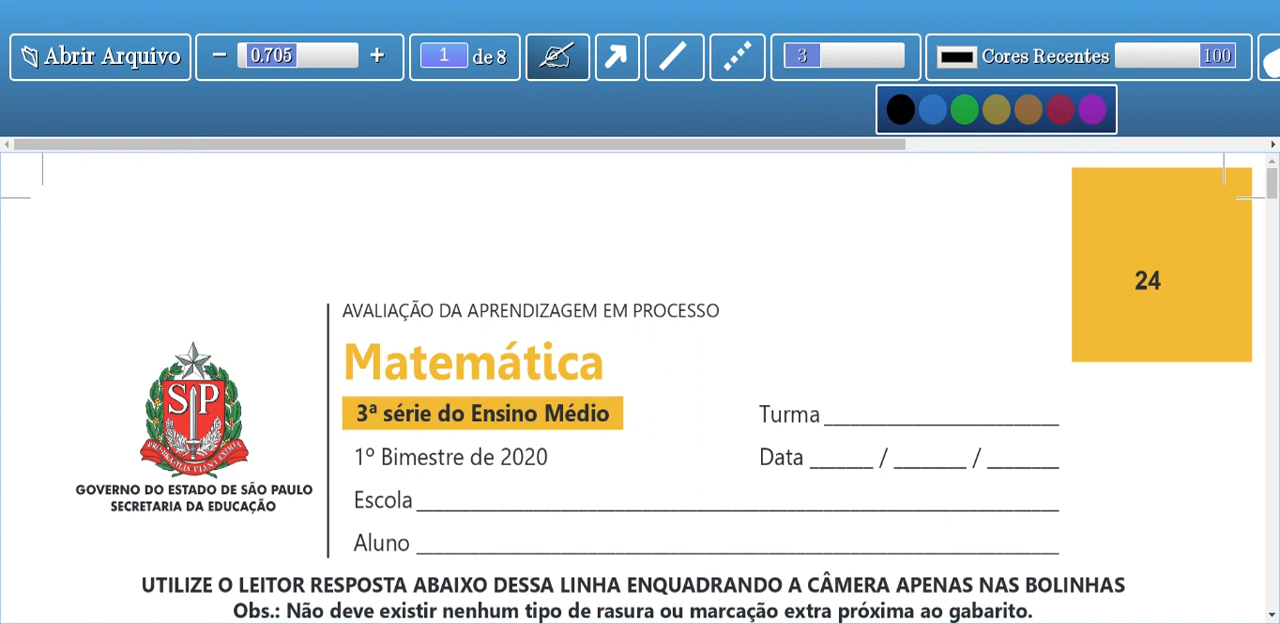 Abrir Arquivo − 0.705 + 1 de 8 3 Cores Recentes 100
24
AVALIAÇÃO DA APRENDIZAGEM EM PROCESSO
Matemática
3ª série do Ensino Médio
Turma
1º Bimestre de 2020
Data / /
SP
GOVERNO DO ESTADO DE SÃO PAULO
SECRETARIA DA EDUCAÇÃO
Escola
Aluno
UTILIZE O LEITOR RESPOSTA ABAIXO DESSA LINHA ENQUADRANDO A CÂMERA APENAS NAS BOLINHAS
Obs.: Não deve existir nenhum tipo de rasura ou marcação extra próxima ao gabarito.